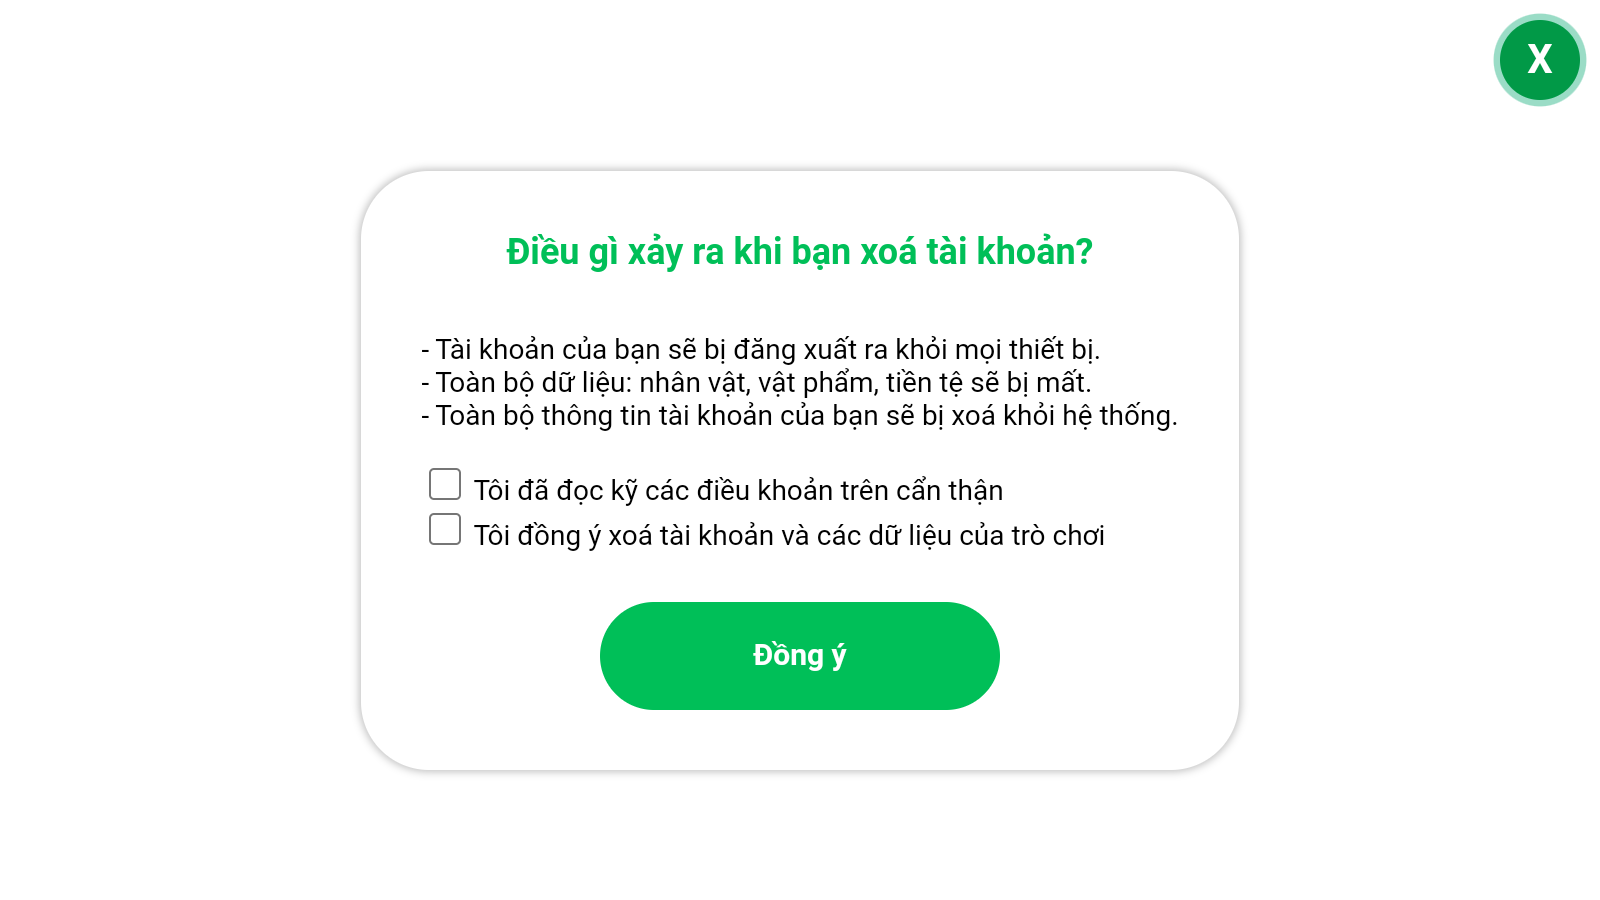 X
Điều gì xảy ra khi bạn xoá tài khoản?
- Tài khoản của bạn sẽ bị đăng xuất ra khỏi mọi thiết bị.
- Toàn bộ dữ liệu: nhân vật, vật phẩm, tiền tệ sẽ bị mất.
- Toàn bộ thông tin tài khoản của bạn sẽ bị xoá khỏi hệ thống.
Tôi đã đọc kỹ các điều khoản trên cẩn thận
Tôi đồng ý xoá tài khoản và các dữ liệu của trò chơi
Đồng ý